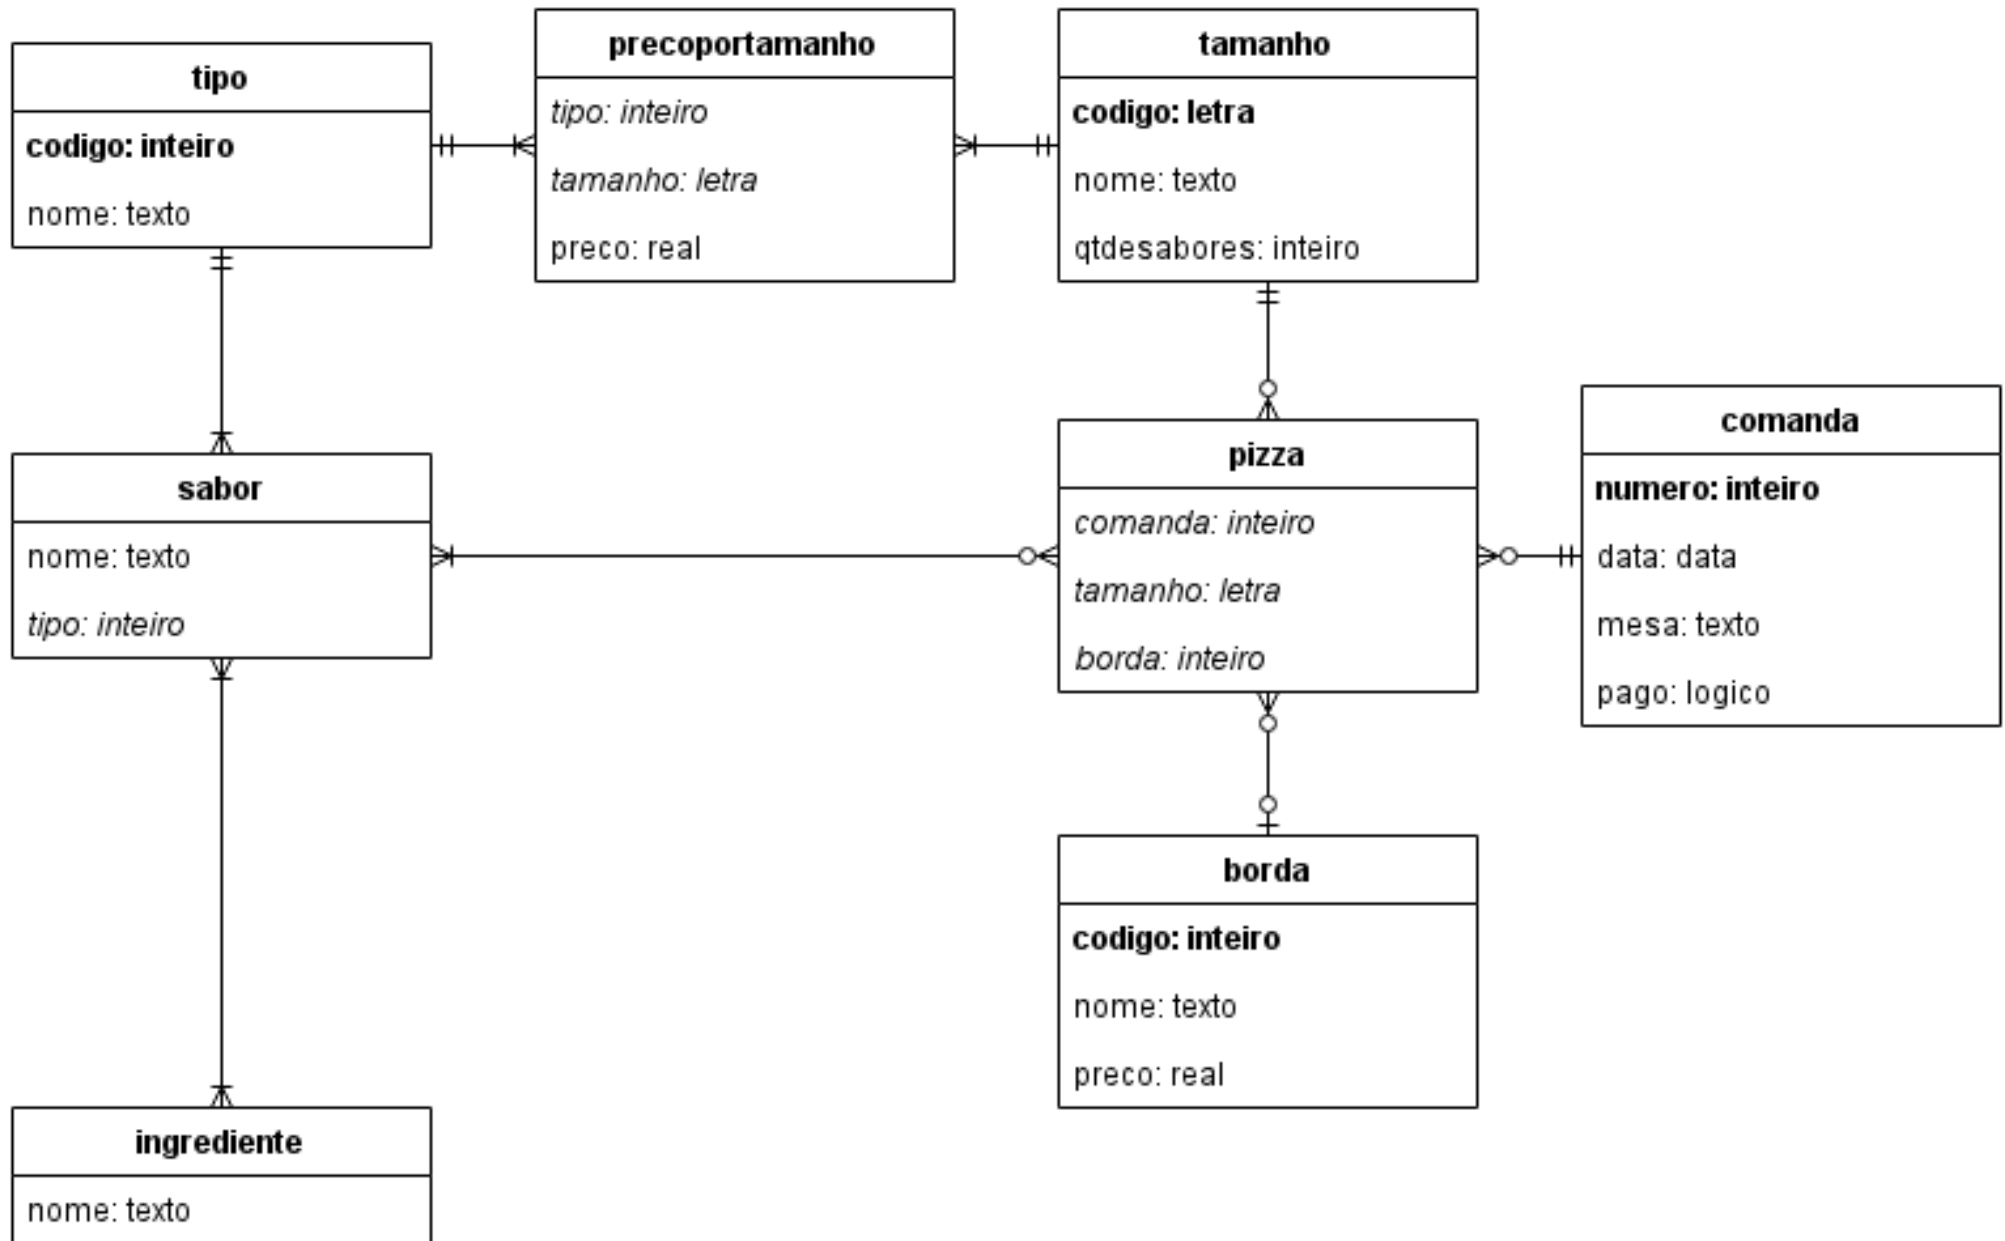 tipo
codigo: inteiro
nome: texto
precoportamanho
tipo: inteiro
tamanho: letra
preco: real
tamanho
codigo: letra
nome: texto
qtdesabores: inteiro
sabor
nome: texto
tipo: inteiro
pizza
comanda: inteiro
tamanho: letra
borda: inteiro
comanda
numero: inteiro
data: data
mesa: texto
pago: logico
borda
codigo: inteiro
nome: texto
preco: real
ingrediente
nome: texto